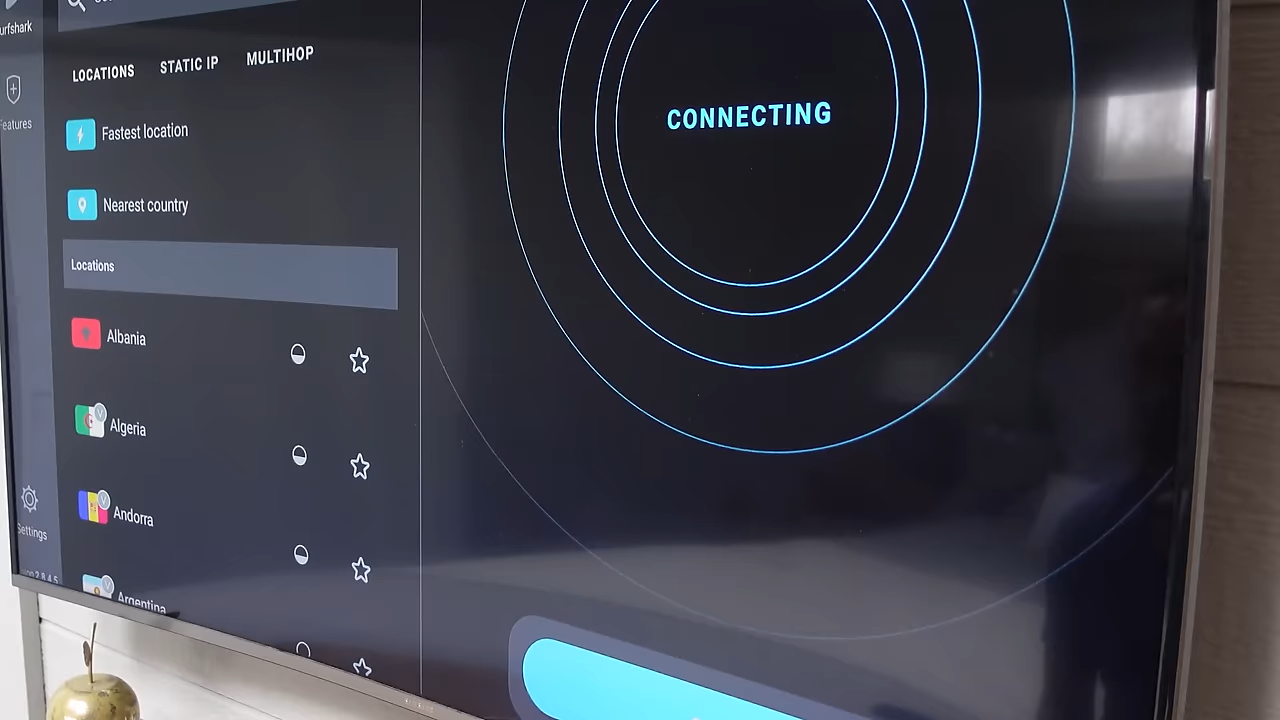 urfshark
LOCATIONS STATIC IP MULTIHOP
Features
Fastest location
Nearest country
Locations
Albania
Algeria
Andorra
Argentina
Settings
CONNECTING